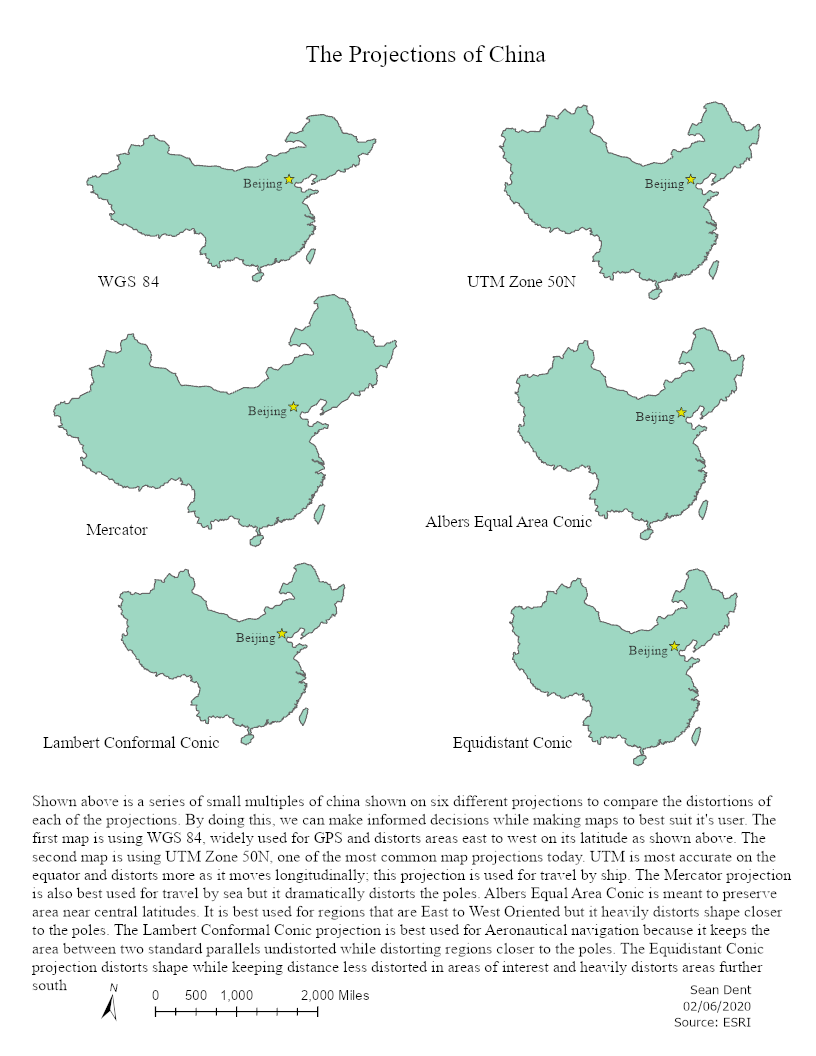 The Projections of China
Beijing
Beijing
WGS 84
UTM Zone 50N
Beijing
Beijing
Mercator
Albers Equal Area Conic
Beijing
Beijing
Lambert Conformal Conic
Equidistant Conic
Shown above is a series of small multiples of china shown on six different projections to compare the distortions of
each of the projections. By doing this, we can make informed decisions while making maps to best suit it's user. The
first map is using WGS 84, widely used for GPS and distorts areas east to west on its latitude as shown above. The
second map is using UTM Zone 50N, one of the most common map projections today. UTM is most accurate on the
equator and distorts more as it moves longitudinally; this projection is used for travel by ship. The Mercator projection
is also best used for travel by sea but it dramatically distorts the poles. Albers Equal Area Conic is meant to preserve
area near central latitudes. It is best used for regions that are East to West Oriented but it heavily distorts shape closer
to the poles. The Lambert Conformal Conic projection is best used for Aeronautical navigation because it keeps the
area between two standard parallels undistorted while distorting regions closer to the poles. The Equidistant Conic
projection distorts shape while keeping distance less distorted in areas of interest and heavily distorts areas further
south
N
0 500 1,000 2,000 Miles
Sean Dent
02/06/2020
Source: ESRI